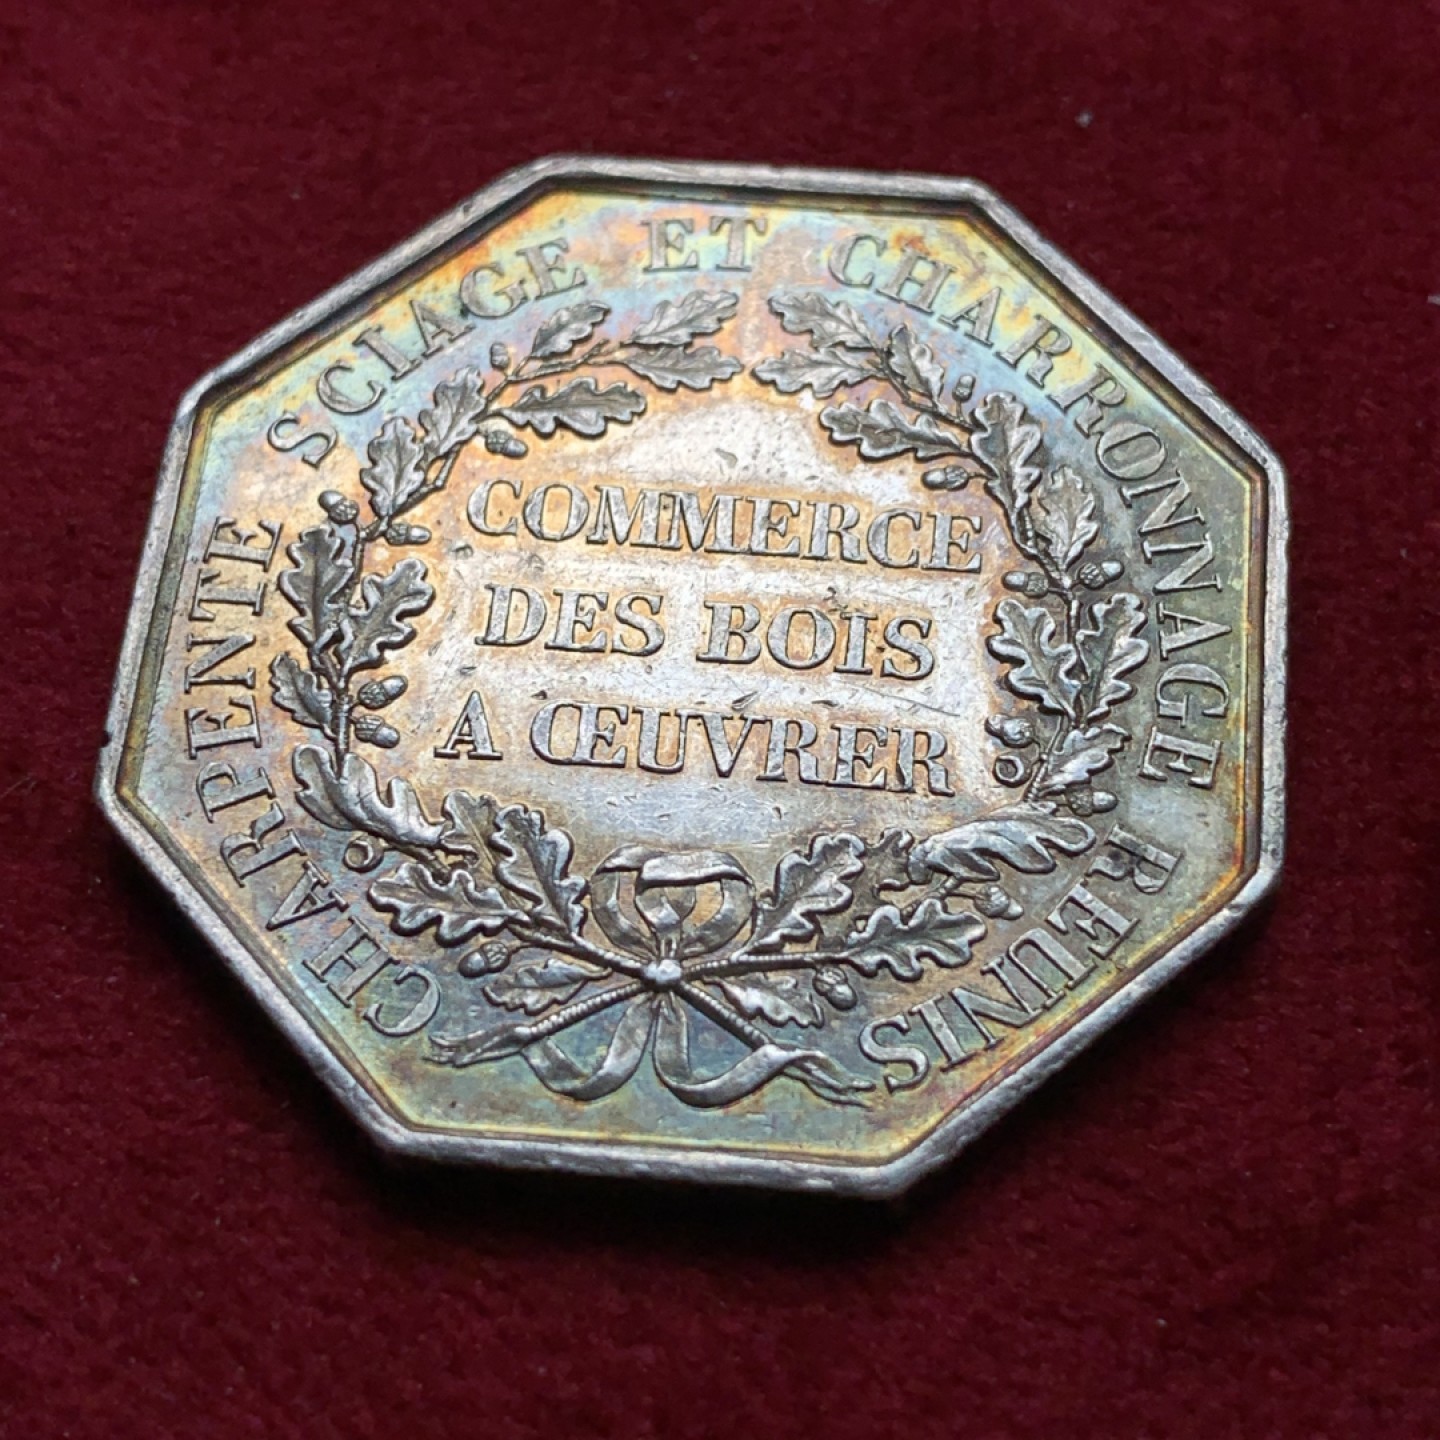 CHARPENTE SCIAGE ET CHARRONNAGE REUNIS
COMMERCE
DES BOIS
A ŒUVRER